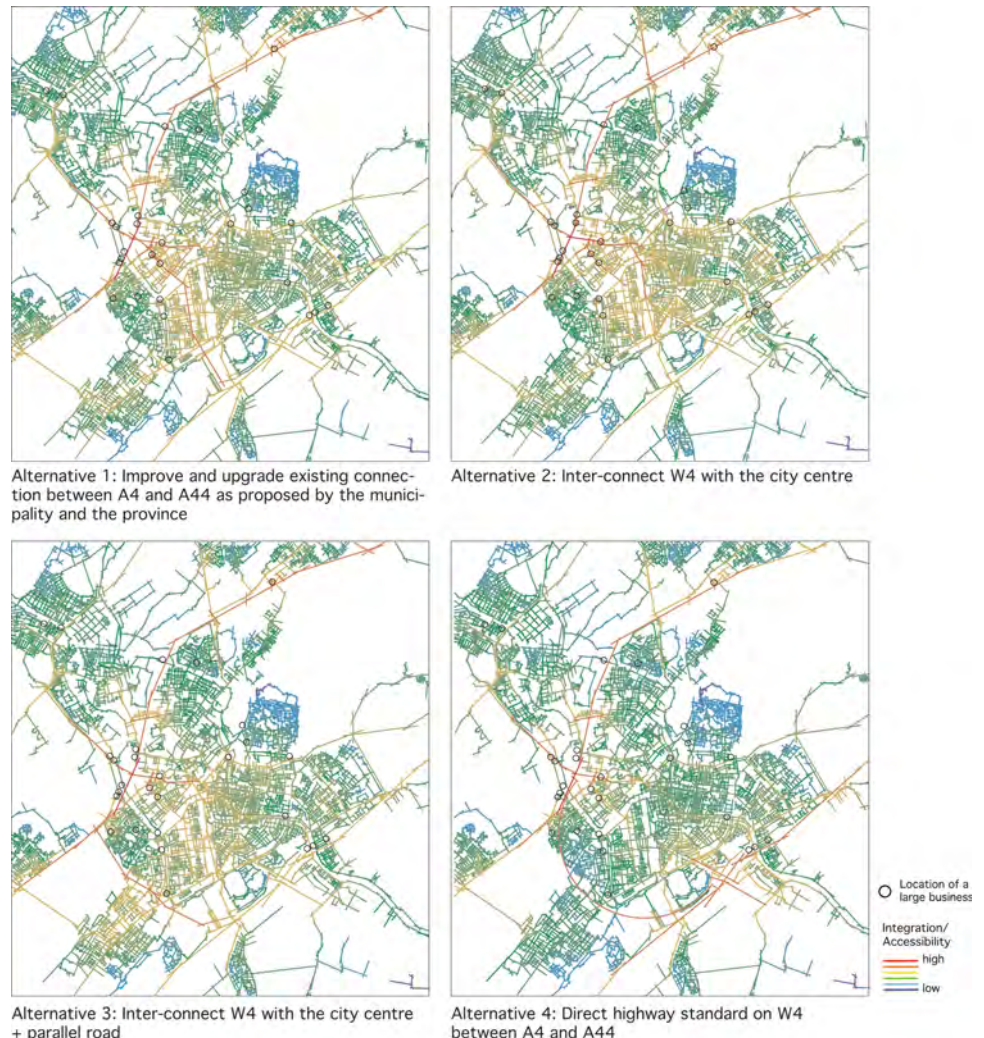 Alternative 1: Improve and upgrade existing connec-
tion between A4 and A44 as proposed by the munici-
pality and the province
Alternative 2: Inter-connect W4 with the city centre
Alternative 3: Inter-connect W4 with the city centre
+ parallel road
Alternative 4: Direct highway standard on W4
between A4 and A44
Location of a
large business
Integration/
Accessibility
high
low